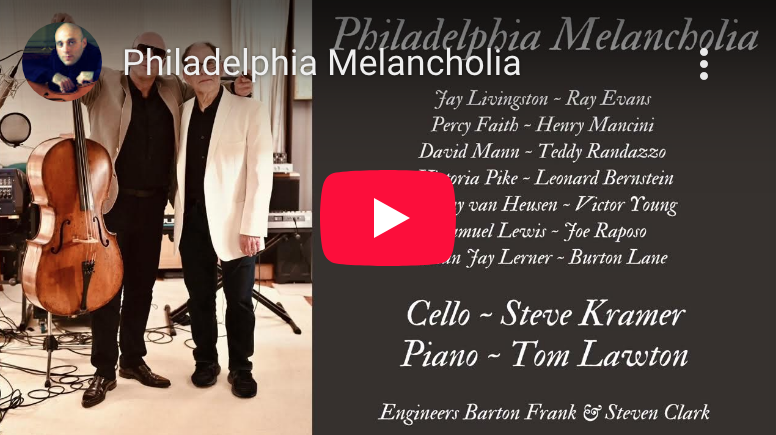 Philadelphia Melancholia
Philadelphia Melancholia
Jay Livingston ~ Ray Evans
Percy Faith ~ Henry Mancini
David Mann ~ Teddy Randazzo
Pike ~ Leonard Bernstein
van Heusen ~ Victor Young
Lewis ~ Joe Raposo
Jay Lerner ~ Burton Lane
Cello ~ Steve Kramer
Piano ~ Tom Lawton
Engineers Barton Frank & Steven Clark